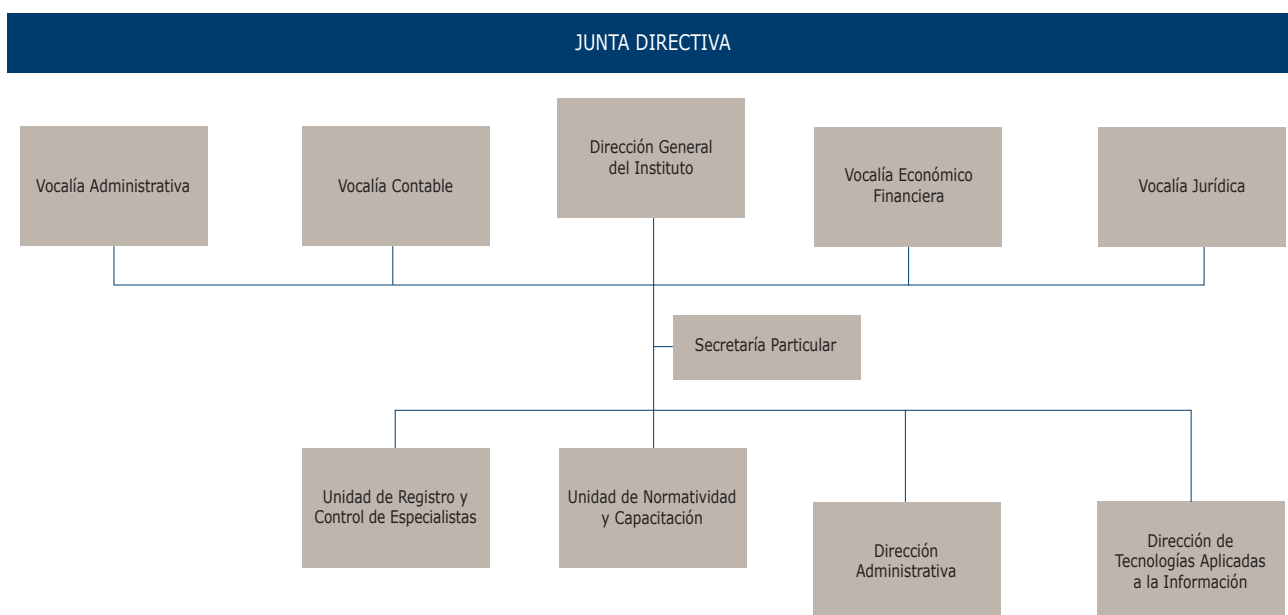 JUNTA DIRECTIVA
Vocalía Administrativa
Vocalía Contable
Dirección General
del Instituto
Vocalía Económico
Financiera
Vocalía Jurídica
Secretaría Particular
Unidad de Registro y
Control de Especialistas
Unidad de Normatividad
y Capacitación
Dirección
Administrativa
Dirección de
Tecnologías Aplicadas
a la Información